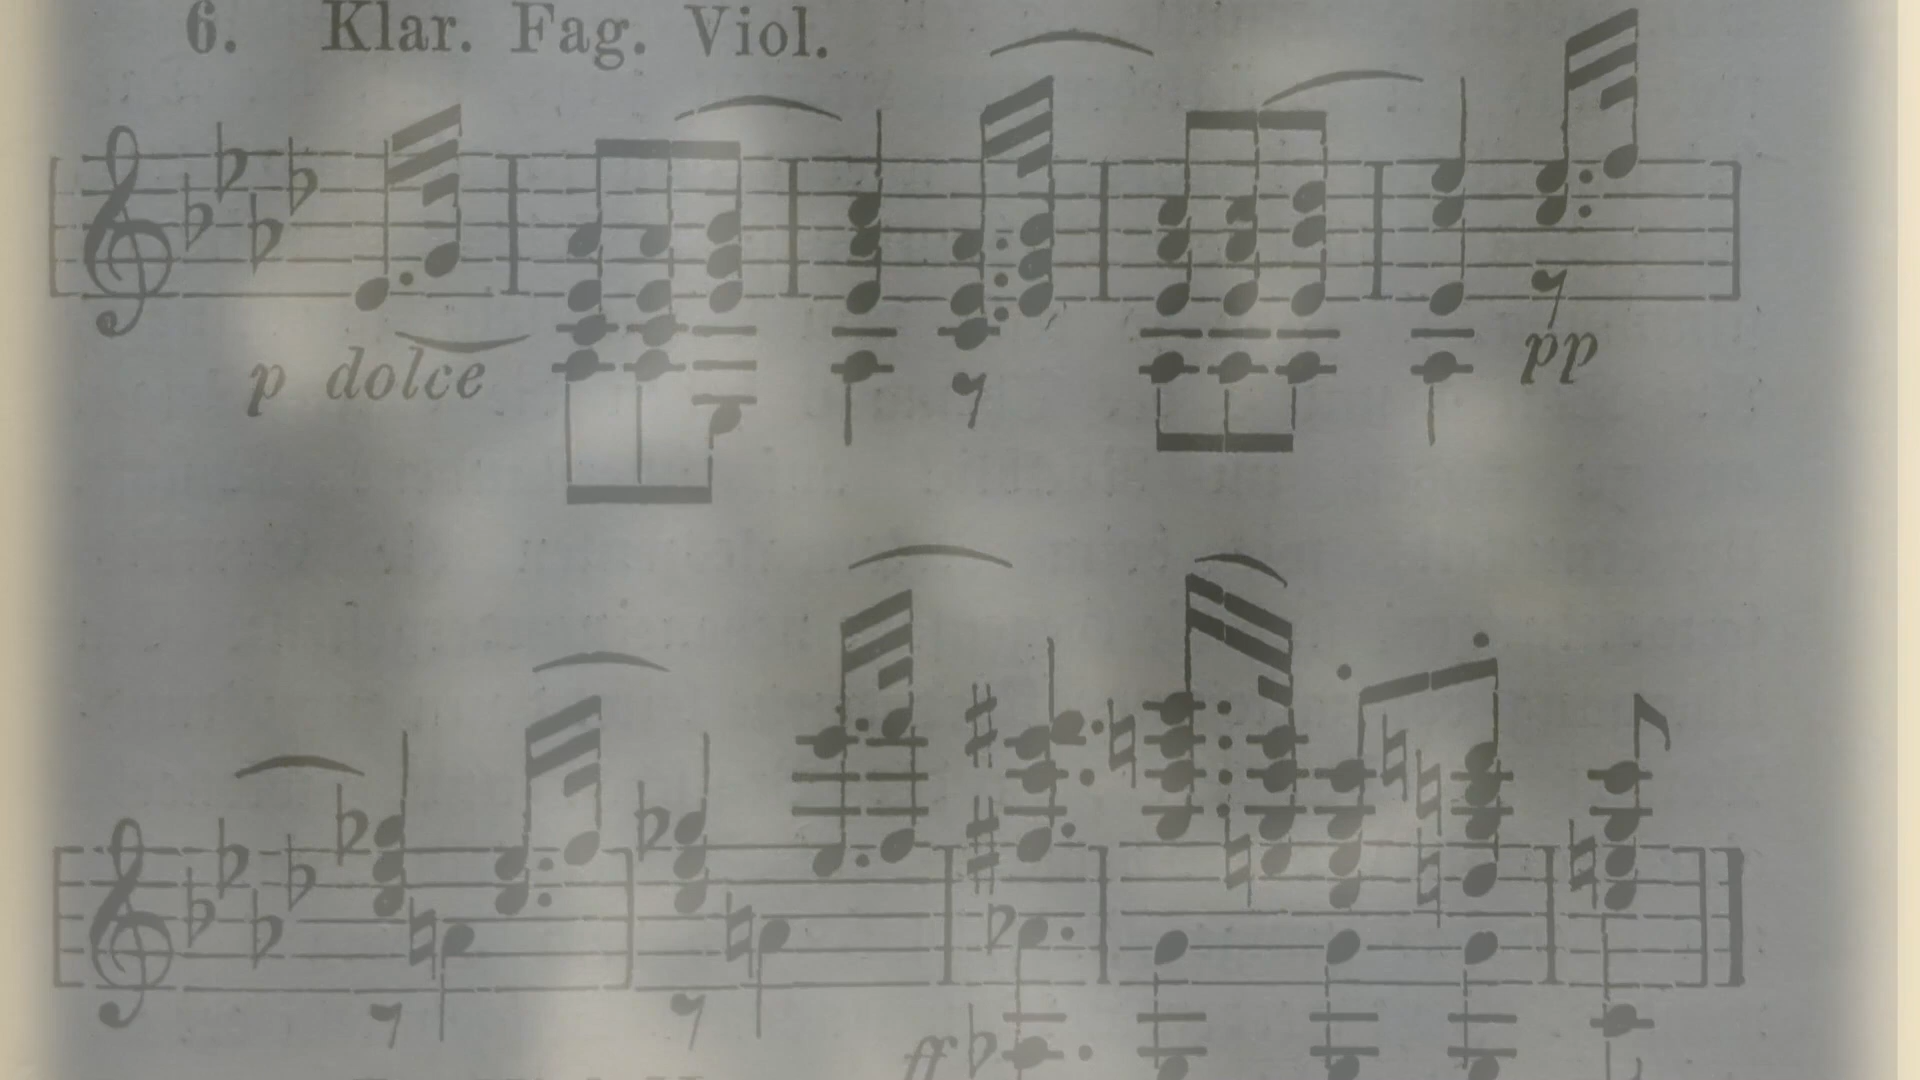 6. Klar. Fag. Viol.
p dolce
pp
ff